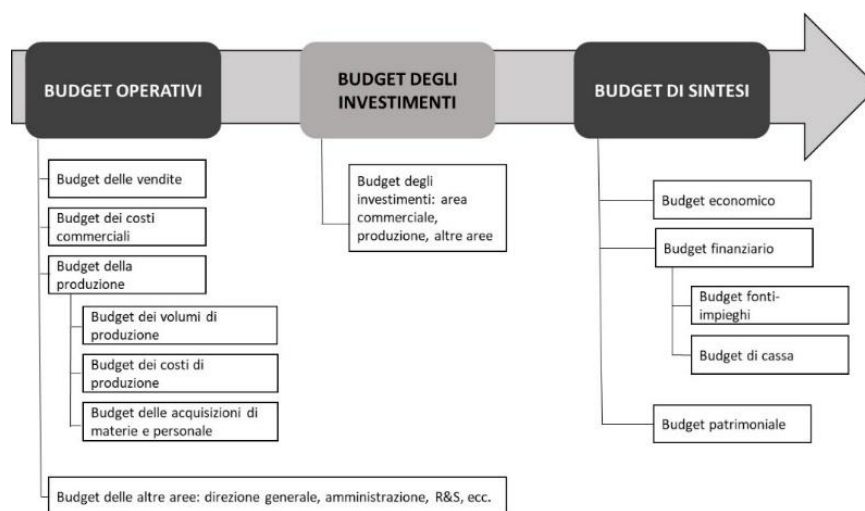 BUDGET OPERATIVI
BUDGET DEGLI
INVESTIMENTI
BUDGET DI SINTESI
Budget delle vendite
Budget dei costi
commerciali
Budget della
produzione
Budget dei volumi di
produzione
Budget dei costi di
produzione
Budget delle acquisizioni di
materie e personale
Budget delle altre aree: direzione generale, amministrazione, R&S, ecc.
Budget degli
investimenti: area
commerciale,
produzione, altre aree
Budget economico
Budget finanziario
Budget fonti-
impieghi
Budget di cassa
Budget patrimoniale